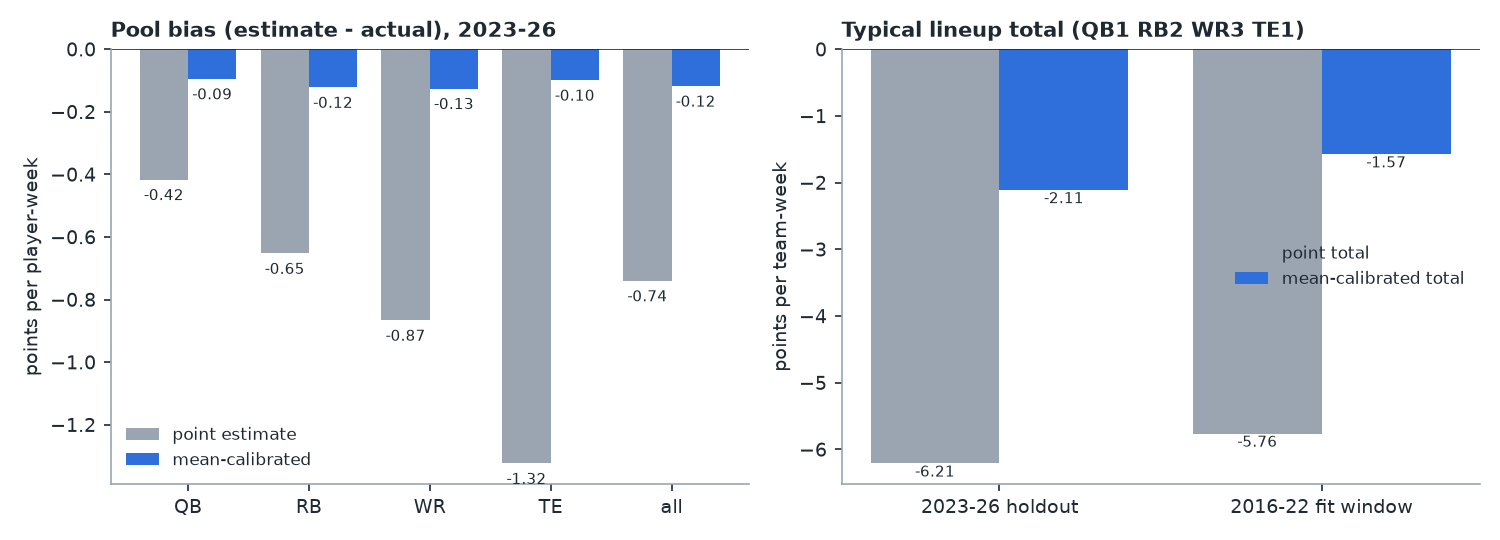 Pool bias (estimate - actual), 2023-26
points per player-week
0.0
−0.2
−0.4
−0.6
−0.8
−1.0
−1.2
-0.42
-0.09
-0.65
-0.12
-0.87
-0.13
-1.32
-0.10
-0.74
-0.12
point estimate
mean-calibrated
QB
RB
WR
TE
all
Typical lineup total (QB1 RB2 WR3 TE1)
points per team-week
0
−1
−2
−3
−4
−5
−6
-6.21
-2.11
-5.76
-1.57
point total
mean-calibrated total
2023-26 holdout
2016-22 fit window